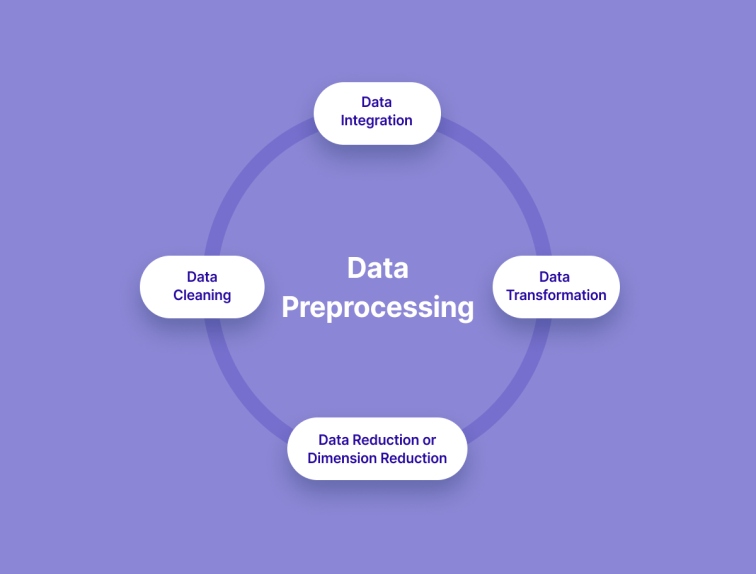 Data
Integration
Data
Cleaning
Data
Preprocessing
Data
Transformation
Data Reduction or
Dimension Reduction